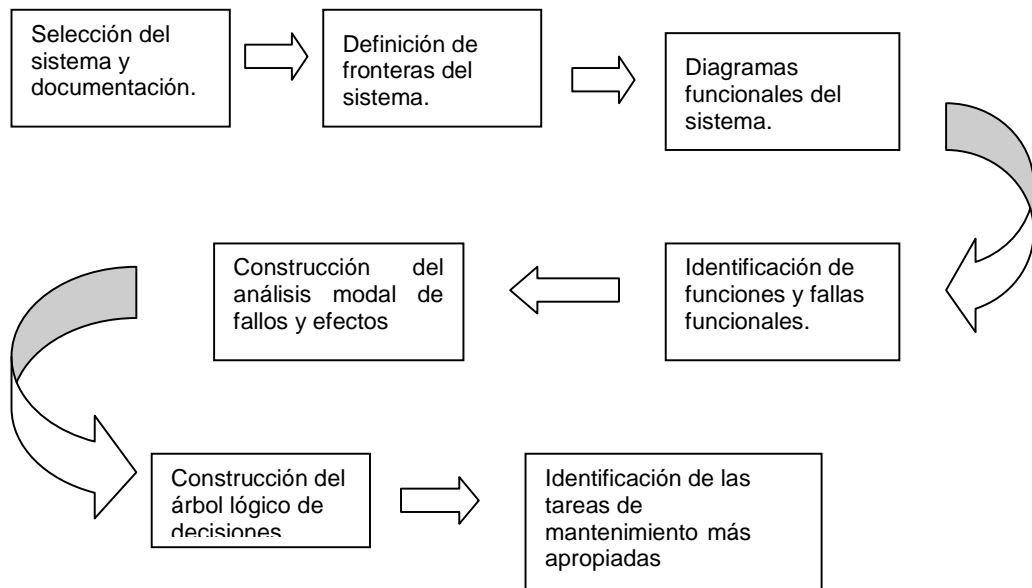 Selección del
sistema y
documentación.
Definición de
fronteras del
sistema.
Diagramas
funcionales del
sistema.
Identificación de
funciones y fallas
funcionales.
Construcción del
análisis modal de
fallos y efectos
Construcción del
árbol lógico de
decisiones
Identificación de las
tareas de
mantenimiento más
apropiadas